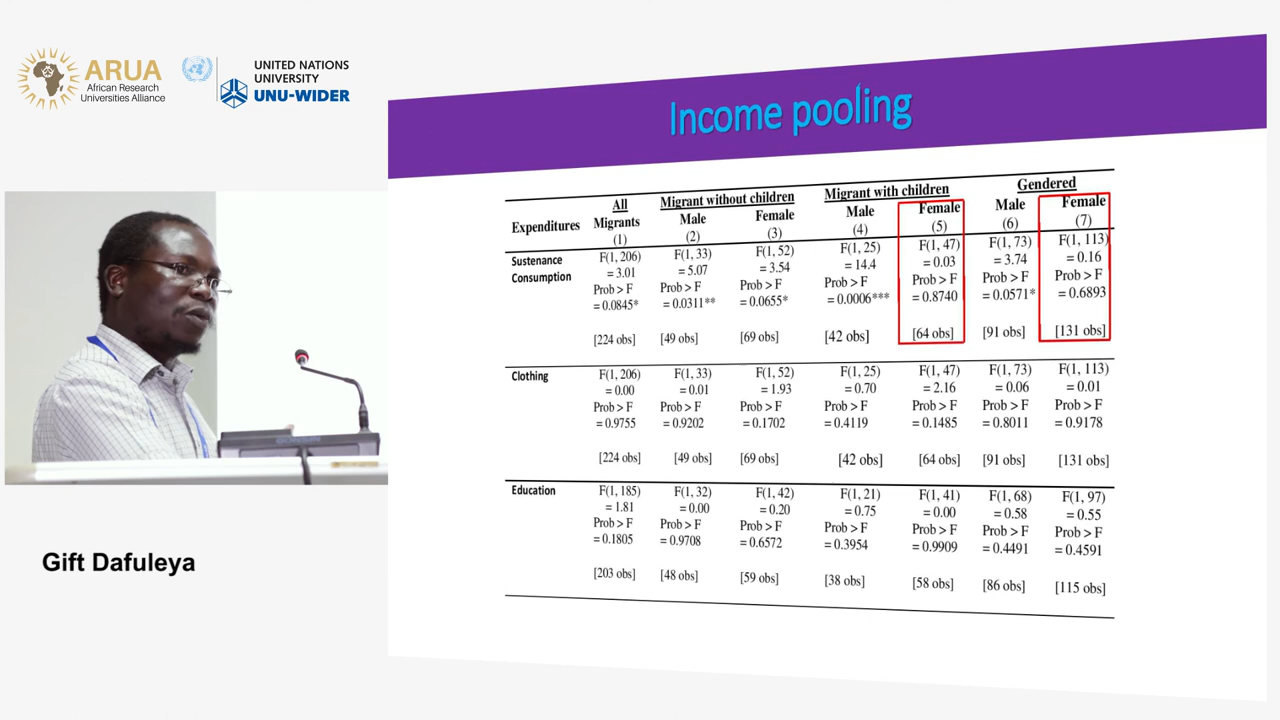 ARUA
African Research
Universities Alliance
UNITED NATIONS
UNIVERSITY
UNU-WIDER
Income pooling
Expenditures
All
Migrants
(1)
Migrant without children
Male
(2)
Female
(3)
Migrant with children
Male
(4)
Female
(5)
Gendered
Male
(6)
Female
(7)
Sustenance
Consumption
F(1, 206)
= 3.01
Prob > F
= 0.0845*
[224 obs]
F(1, 33)
= 5.07
Prob > F
= 0.0311**
[49 obs]
F(1, 52)
= 3.54
Prob > F
= 0.0655*
[69 obs]
F(1, 25)
= 14.4
Prob > F
= 0.0006***
[42 obs]
F(1, 47)
= 0.03
Prob > F
= 0.8740
[64 obs]
F(1, 73)
= 3.74
Prob > F
= 0.0571*
[91 obs]
F(1, 113)
= 0.16
Prob > F
= 0.6893
[131 obs]
Clothing
F(1, 206)
= 0.00
Prob > F
= 0.9755
[224 obs]
F(1, 33)
= 0.01
Prob > F
= 0.9202
[49 obs]
F(1, 52)
= 1.93
Prob > F
= 0.1702
[69 obs]
F(1, 25)
= 0.70
Prob > F
= 0.4119
[42 obs]
F(1, 47)
= 2.16
Prob > F
= 0.1485
[64 obs]
F(1, 73)
= 0.06
Prob > F
= 0.8011
[91 obs]
F(1, 113)
= 0.01
Prob > F
= 0.9178
[131 obs]
Education
F(1, 185)
= 1.81
Prob > F
= 0.1805
[203 obs]
F(1, 32)
= 0.00
Prob > F
= 0.9708
[48 obs]
F(1, 42)
= 0.20
Prob > F
= 0.6572
[59 obs]
F(1, 21)
= 0.75
Prob > F
= 0.3954
[38 obs]
F(1, 41)
= 0.00
Prob > F
= 0.9909
[58 obs]
F(1, 68)
= 0.58
Prob > F
= 0.4491
[86 obs]
F(1, 97)
= 0.55
Prob > F
= 0.4591
[115 obs]
Gift Dafuleya